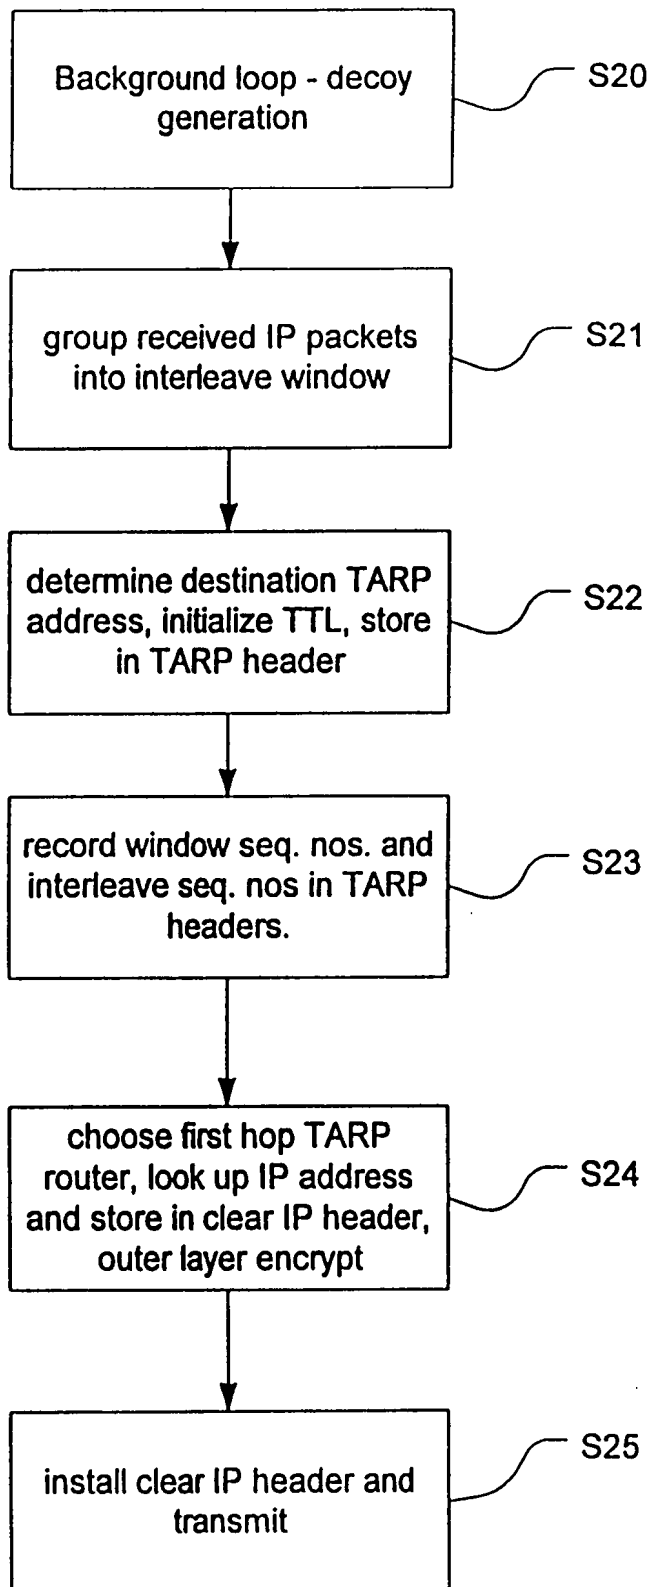 Background loop - decoy
generation
S20
group received IP packets
into interleave window
S21
determine destination TARP
address, initialize TTL, store
in TARP header
S22
record window seq. nos. and
interleave seq. nos in TARP
headers.
S23
choose first hop TARP
router, look up IP address
and store in clear IP header,
outer layer encrypt
S24
install clear IP header and
transmit
S25